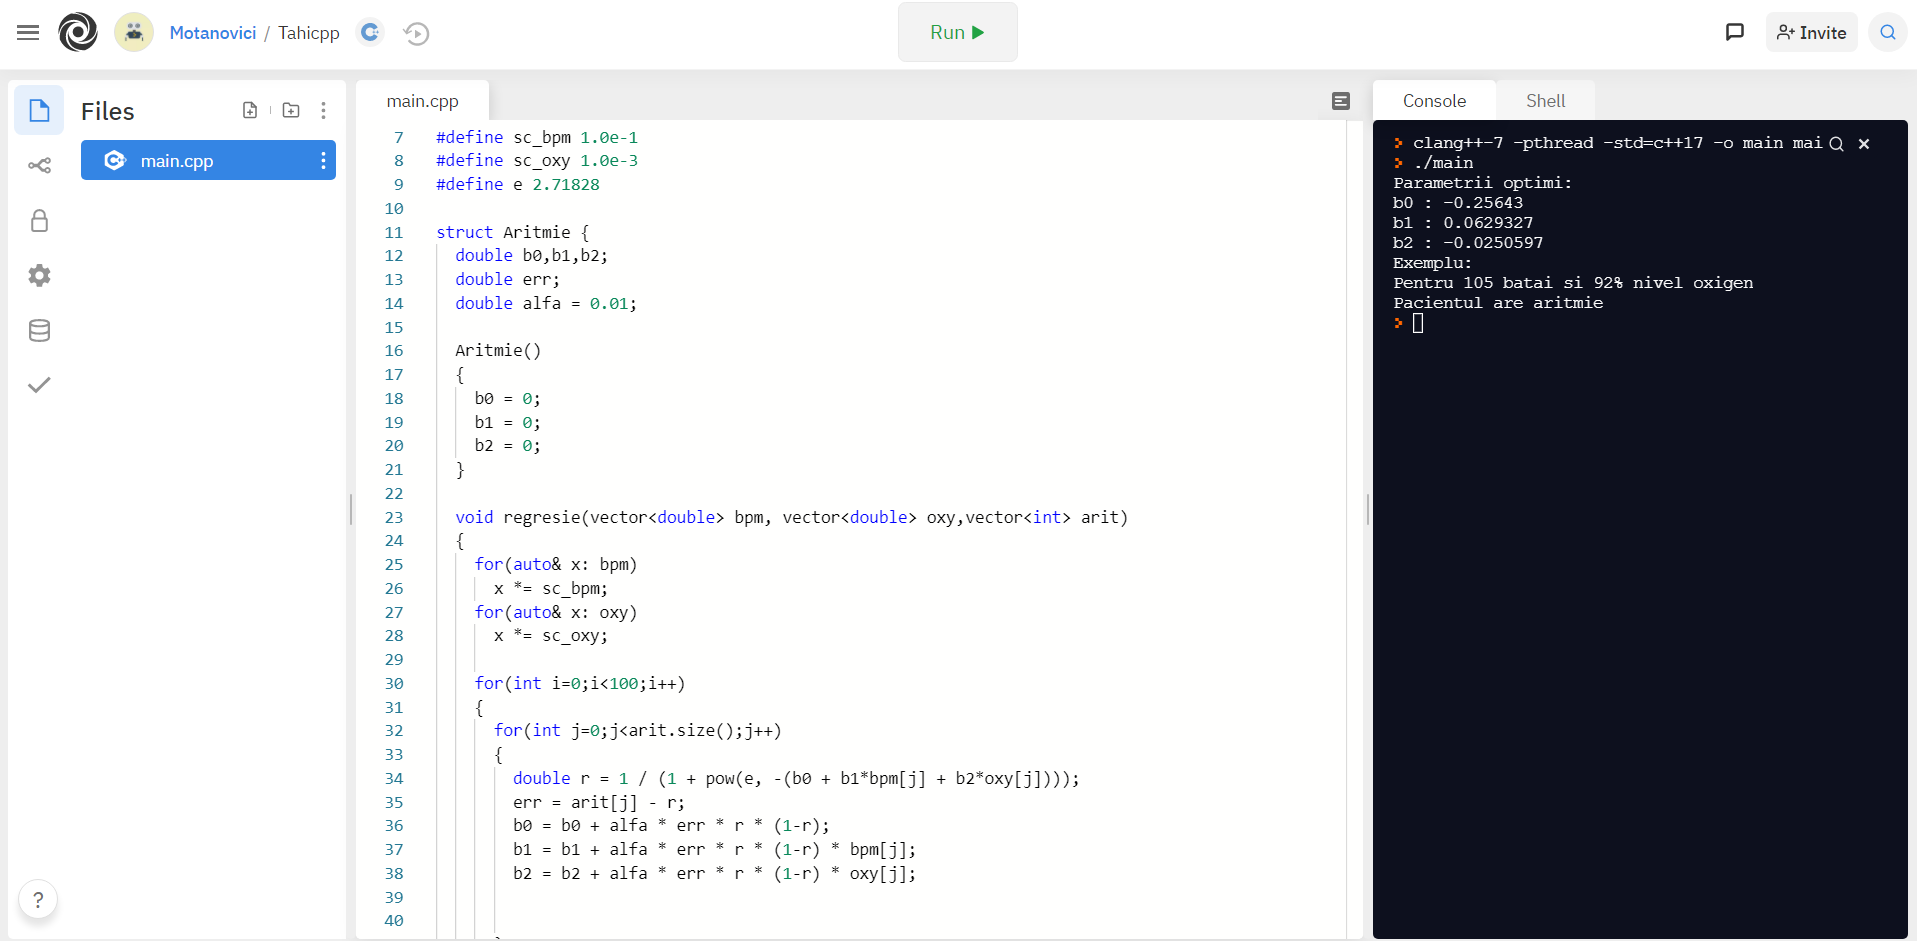 Motanovici / Tahicpp
Run
Invite
Files
main.cpp
main.cpp
7 #define sc_bpm 1.0e-1
8 #define sc_oxy 1.0e-3
9 #define e 2.71828
10
11 struct Aritmie {
12 double b0,b1,b2;
13 double err;
14 double alfa = 0.01;
15
16 Aritmie()
17 {
18 b0 = 0;
19 b1 = 0;
20 b2 = 0;
21 }
22
23 void regresie(vector<double> bpm, vector<double> oxy,vector<int> arit)
24 {
25 for(auto& x: bpm)
26 x *= sc_bpm;
27 for(auto& x: oxy)
28 x *= sc_oxy;
29
30 for(int i=0;i<100;i++)
31 {
32 for(int j=0;j<arit.size();j++)
33 {
34 double r = 1 / (1 + pow(e, -(b0 + b1*bpm[j] + b2*oxy[j])));
35 err = arit[j] - r;
36 b0 = b0 + alfa * err * r * (1-r);
37 b1 = b1 + alfa * err * r * (1-r) * bpm[j];
38 b2 = b2 + alfa * err * r * (1-r) * oxy[j];
39
40
Console Shell
clang++-7 -pthread -std=c++17 -o main mai
./main
Parametrii optimi:
b0 : -0.25643
b1 : 0.0629327
b2 : -0.0250597
Exemplu:
Pentru 105 batai si 92% nivel oxigen
Pacientul are aritmie
?